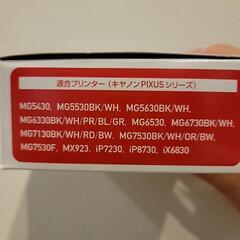 適合プリンター（キヤノンPIXUSシリーズ）
MG5430, MG5530BK/WH, MG5630BK/WH,
MG6330BK/WH/PR/BL/GR, MG6530, MG6730BK/WH,
MG7130BK/WH/RD/BW, MG7530BK/WH/OR/BW,
MG7530F, MX923, iP7230, iP8730, iX6830